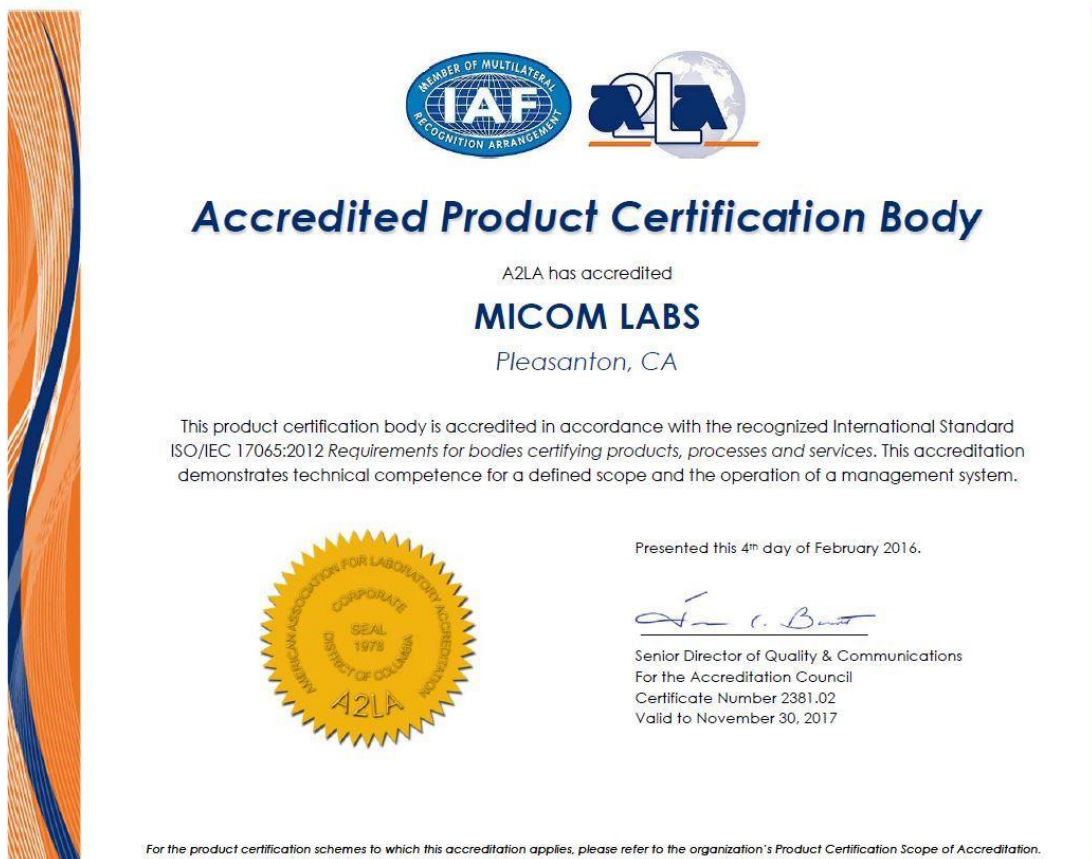 MEMBER OF MULTILATERAL
IAF
RECOGNITION ARRANGEMENT
A2LA
Accredited Product Certification Body
A2LA has accredited
MICOM LABS
Pleasanton, CA
This product certification body is accredited in accordance with the recognized International Standard
ISO/IEC 17065:2012 Requirements for bodies certifying products, processes and services. This accreditation
demonstrates technical competence for a defined scope and the operation of a management system.
AMERICAN ASSOCIATION FOR LABORATORY ACCREDITATION
CORPORATE
SEAL
1978
DISTRICT OF COLUMBIA
A2LA
Presented this 4th day of February 2016.
Senior Director of Quality & Communications
For the Accreditation Council
Certificate Number 2381.02
Valid to November 30, 2017
For the product certification schemes to which this accreditation applies, please refer to the organization's Product Certification Scope of Accreditation.